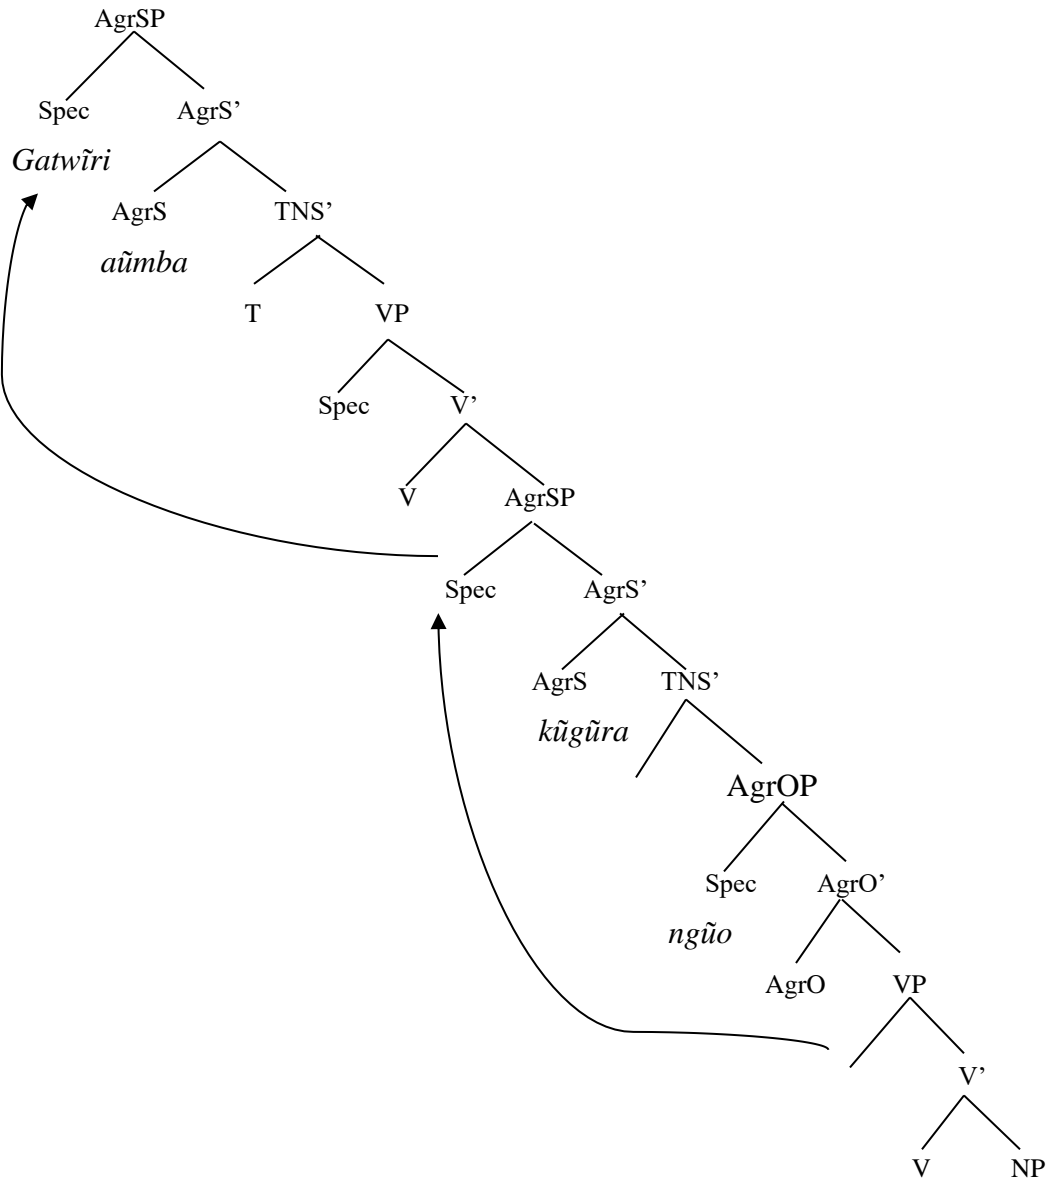 AgrSP
Spec AgrS’
Gatwĩri
AgrS TNS’
aũmba
T VP
Spec V’
V AgrSP
Spec AgrS’
AgrS TNS’
kũgũra
AgrOP
Spec AgrO’
ngũo
AgrO VP
V’
V NP